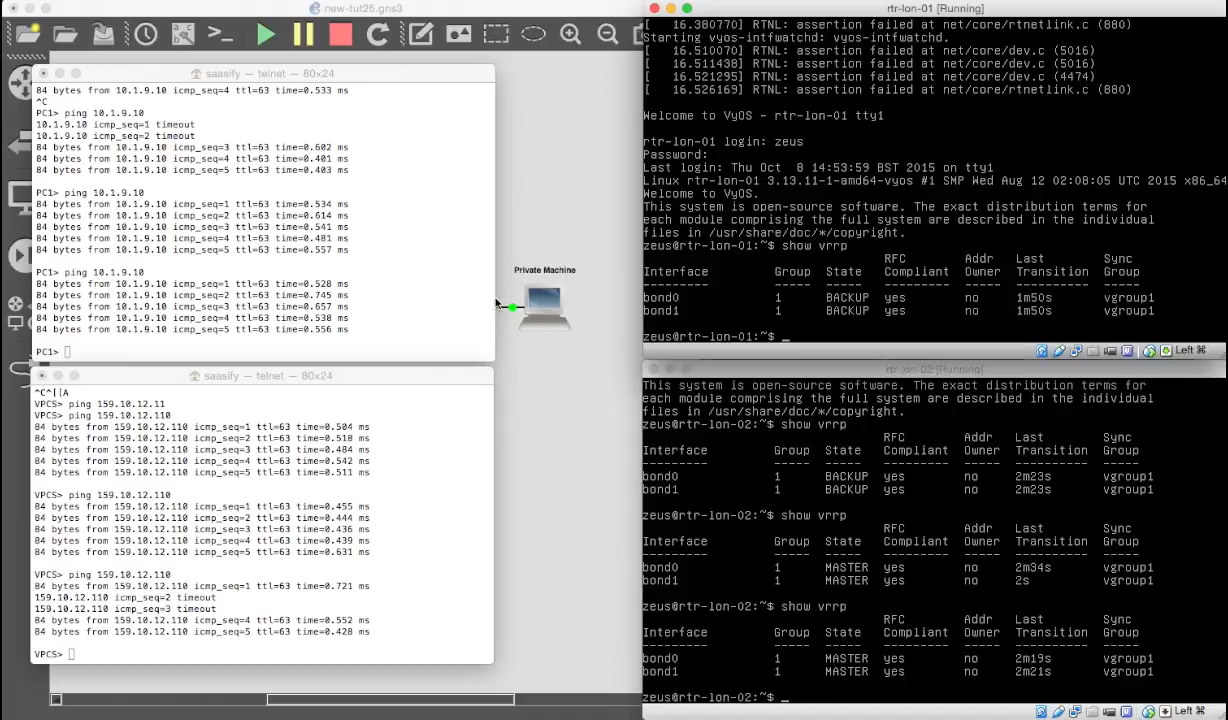 new-tut25.gns3
saasify — telnet — 80×24
84 bytes from 10.1.9.10 icmp_seq=4 ttl=63 time=0.533 ms
^C
PC1> ping 10.1.9.10
10.1.9.10 icmp_seq=1 timeout
10.1.9.10 icmp_seq=2 timeout
84 bytes from 10.1.9.10 icmp_seq=3 ttl=63 time=0.602 ms
84 bytes from 10.1.9.10 icmp_seq=4 ttl=63 time=0.401 ms
84 bytes from 10.1.9.10 icmp_seq=5 ttl=63 time=0.403 ms
PC1> ping 10.1.9.10
84 bytes from 10.1.9.10 icmp_seq=1 ttl=63 time=0.534 ms
84 bytes from 10.1.9.10 icmp_seq=2 ttl=63 time=0.614 ms
84 bytes from 10.1.9.10 icmp_seq=3 ttl=63 time=0.541 ms
84 bytes from 10.1.9.10 icmp_seq=4 ttl=63 time=0.481 ms
84 bytes from 10.1.9.10 icmp_seq=5 ttl=63 time=0.557 ms
PC1> ping 10.1.9.10
84 bytes from 10.1.9.10 icmp_seq=1 ttl=63 time=0.528 ms
84 bytes from 10.1.9.10 icmp_seq=2 ttl=63 time=0.745 ms
84 bytes from 10.1.9.10 icmp_seq=3 ttl=63 time=0.657 ms
84 bytes from 10.1.9.10 icmp_seq=4 ttl=63 time=0.538 ms
84 bytes from 10.1.9.10 icmp_seq=5 ttl=63 time=0.556 ms
PC1>
Private Machine
saasify — telnet — 80×24
^C^[[A
VPCS> ping 159.10.12.11
VPCS> ping 159.10.12.110
84 bytes from 159.10.12.110 icmp_seq=1 ttl=63 time=0.504 ms
84 bytes from 159.10.12.110 icmp_seq=2 ttl=63 time=0.518 ms
84 bytes from 159.10.12.110 icmp_seq=3 ttl=63 time=0.484 ms
84 bytes from 159.10.12.110 icmp_seq=4 ttl=63 time=0.542 ms
84 bytes from 159.10.12.110 icmp_seq=5 ttl=63 time=0.511 ms
VPCS> ping 159.10.12.110
84 bytes from 159.10.12.110 icmp_seq=1 ttl=63 time=0.455 ms
84 bytes from 159.10.12.110 icmp_seq=2 ttl=63 time=0.444 ms
84 bytes from 159.10.12.110 icmp_seq=3 ttl=63 time=0.436 ms
84 bytes from 159.10.12.110 icmp_seq=4 ttl=63 time=0.439 ms
84 bytes from 159.10.12.110 icmp_seq=5 ttl=63 time=0.631 ms
VPCS> ping 159.10.12.110
84 bytes from 159.10.12.110 icmp_seq=1 ttl=63 time=0.721 ms
159.10.12.110 icmp_seq=2 timeout
159.10.12.110 icmp_seq=3 timeout
84 bytes from 159.10.12.110 icmp_seq=4 ttl=63 time=0.552 ms
84 bytes from 159.10.12.110 icmp_seq=5 ttl=63 time=0.428 ms
VPCS>
rtr-lon-01 [Running]
[ 16.380770] RTNL: assertion failed at net/core/rtnetlink.c (880)
Starting vyos-intfwatchd: vyos-intfwatchd.
[ 16.510070] RTNL: assertion failed at net/core/dev.c (5016)
[ 16.511438] RTNL: assertion failed at net/core/dev.c (5016)
[ 16.521295] RTNL: assertion failed at net/core/dev.c (4474)
[ 16.526169] RTNL: assertion failed at net/core/rtnetlink.c (880)
Welcome to VyOS - rtr-lon-01 tty1
rtr-lon-01 login: zeus
Password:
Last login: Thu Oct  8 14:53:59 BST 2015 on tty1
Linux rtr-lon-01 3.13.11-1-amd64-vyos #1 SMP Wed Aug 12 02:08:05 UTC 2015 x86_64
Welcome to VyOS.
This system is open-source software. The exact distribution terms for
each module comprising the full system are described in the individual
files in /usr/share/doc/*/copyright.
zeus@rtr-lon-01:~$ show vrrp
RFC Addr Last Sync
Interface Group State Compliant Owner Transition Group
--------- ----- ----- --------- ----- ---------- -----
bond0 1 BACKUP yes no 1m50s vgroup1
bond1 1 BACKUP yes no 1m50s vgroup1
zeus@rtr-lon-01:~$ _
Left ⌘
rtr-lon-02 [Running]
This system is open-source software. The exact distribution terms for
each module comprising the full system are described in the individual
files in /usr/share/doc/*/copyright.
zeus@rtr-lon-02:~$ show vrrp
RFC Addr Last Sync
Interface Group State Compliant Owner Transition Group
--------- ----- ----- --------- ----- ---------- -----
bond0 1 BACKUP yes no 2m23s vgroup1
bond1 1 BACKUP yes no 2m23s vgroup1
zeus@rtr-lon-02:~$ show vrrp
RFC Addr Last Sync
Interface Group State Compliant Owner Transition Group
--------- ----- ----- --------- ----- ---------- -----
bond0 1 MASTER yes no 2m34s vgroup1
bond1 1 MASTER yes no 2s vgroup1
zeus@rtr-lon-02:~$ show vrrp
RFC Addr Last Sync
Interface Group State Compliant Owner Transition Group
--------- ----- ----- --------- ----- ---------- -----
bond0 1 MASTER yes no 2m19s vgroup1
bond1 1 MASTER yes no 2m21s vgroup1
zeus@rtr-lon-02:~$ _
Left ⌘